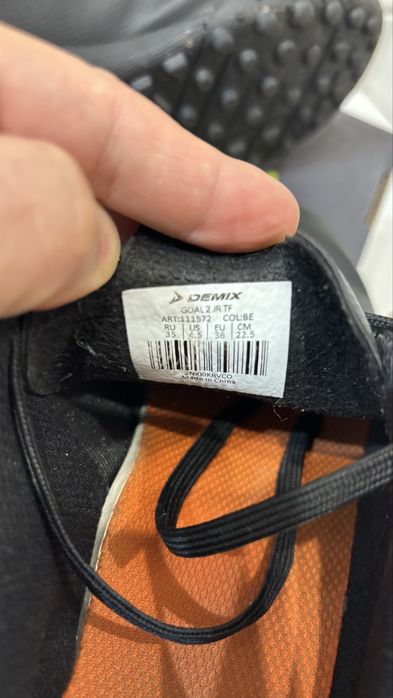 DEMIX
GOAL 2 JR TF
ART:111572 COL:BE
RU US EU CM
35 4.5 36 22.5
Made in China